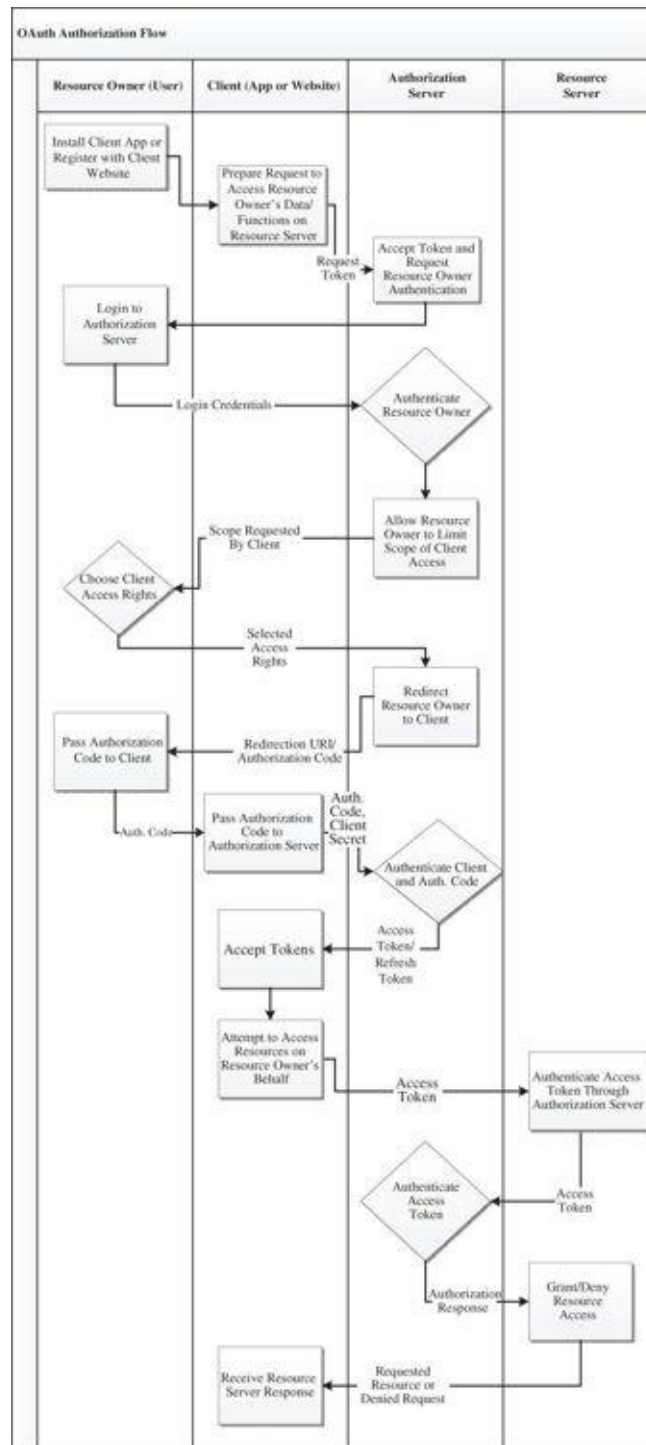 OAuth Authorization Flow
Resource Owner (User)
Client (App or Website)
Authorization
Server
Resource
Server
Install Client App or
Register with Client
Website
Prepare Request to
Access Resource
Owner's Data/
Functions on
Resource Server
Request
Token
Accept Token and
Request
Resource Owner
Authentication
Login to
Authorization
Server
Login Credentials
Authenticate
Resource Owner
Allow Resource
Owner to Limit
Scope of Client
Access
Scope Requested
By Client
Choose Client
Access Rights
Selected
Access
Rights
Redirect
Resource Owner
to Client
Redirection URI/
Authorization Code
Pass Authorization
Code to Client
Auth. Code
Pass Authorization
Code to
Authorization Server
Auth.
Code,
Client
Secret
Authenticate Client
and Auth. Code
Access
Token/
Refresh
Token
Accept Tokens
Attempt to Access
Resources on
Resource Owner's
Behalf
Access
Token
Authenticate Access
Token Through
Authorization Server
Access
Token
Authenticate
Access
Token
Authorization
Response
Grant/Deny
Resource
Access
Requested
Resource or
Denied Request
Receive Resource
Server Response